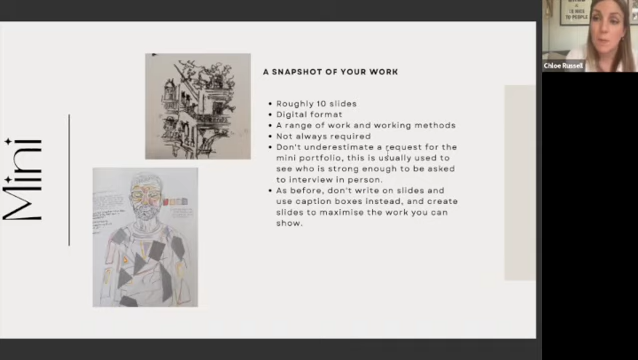 Mini
A SNAPSHOT OF YOUR WORK
• Roughly 10 slides
• Digital format
• A range of work and working methods
• Not always required
• Don't underestimate a request for the
mini portfolio, this is usually used to
see who is strong enough to be asked
to interview in person.
• As before, don't write on slides and
use caption boxes instead, and create
slides to maximise the work you can
show.
Chloe Russell
A
TO PEOPLE